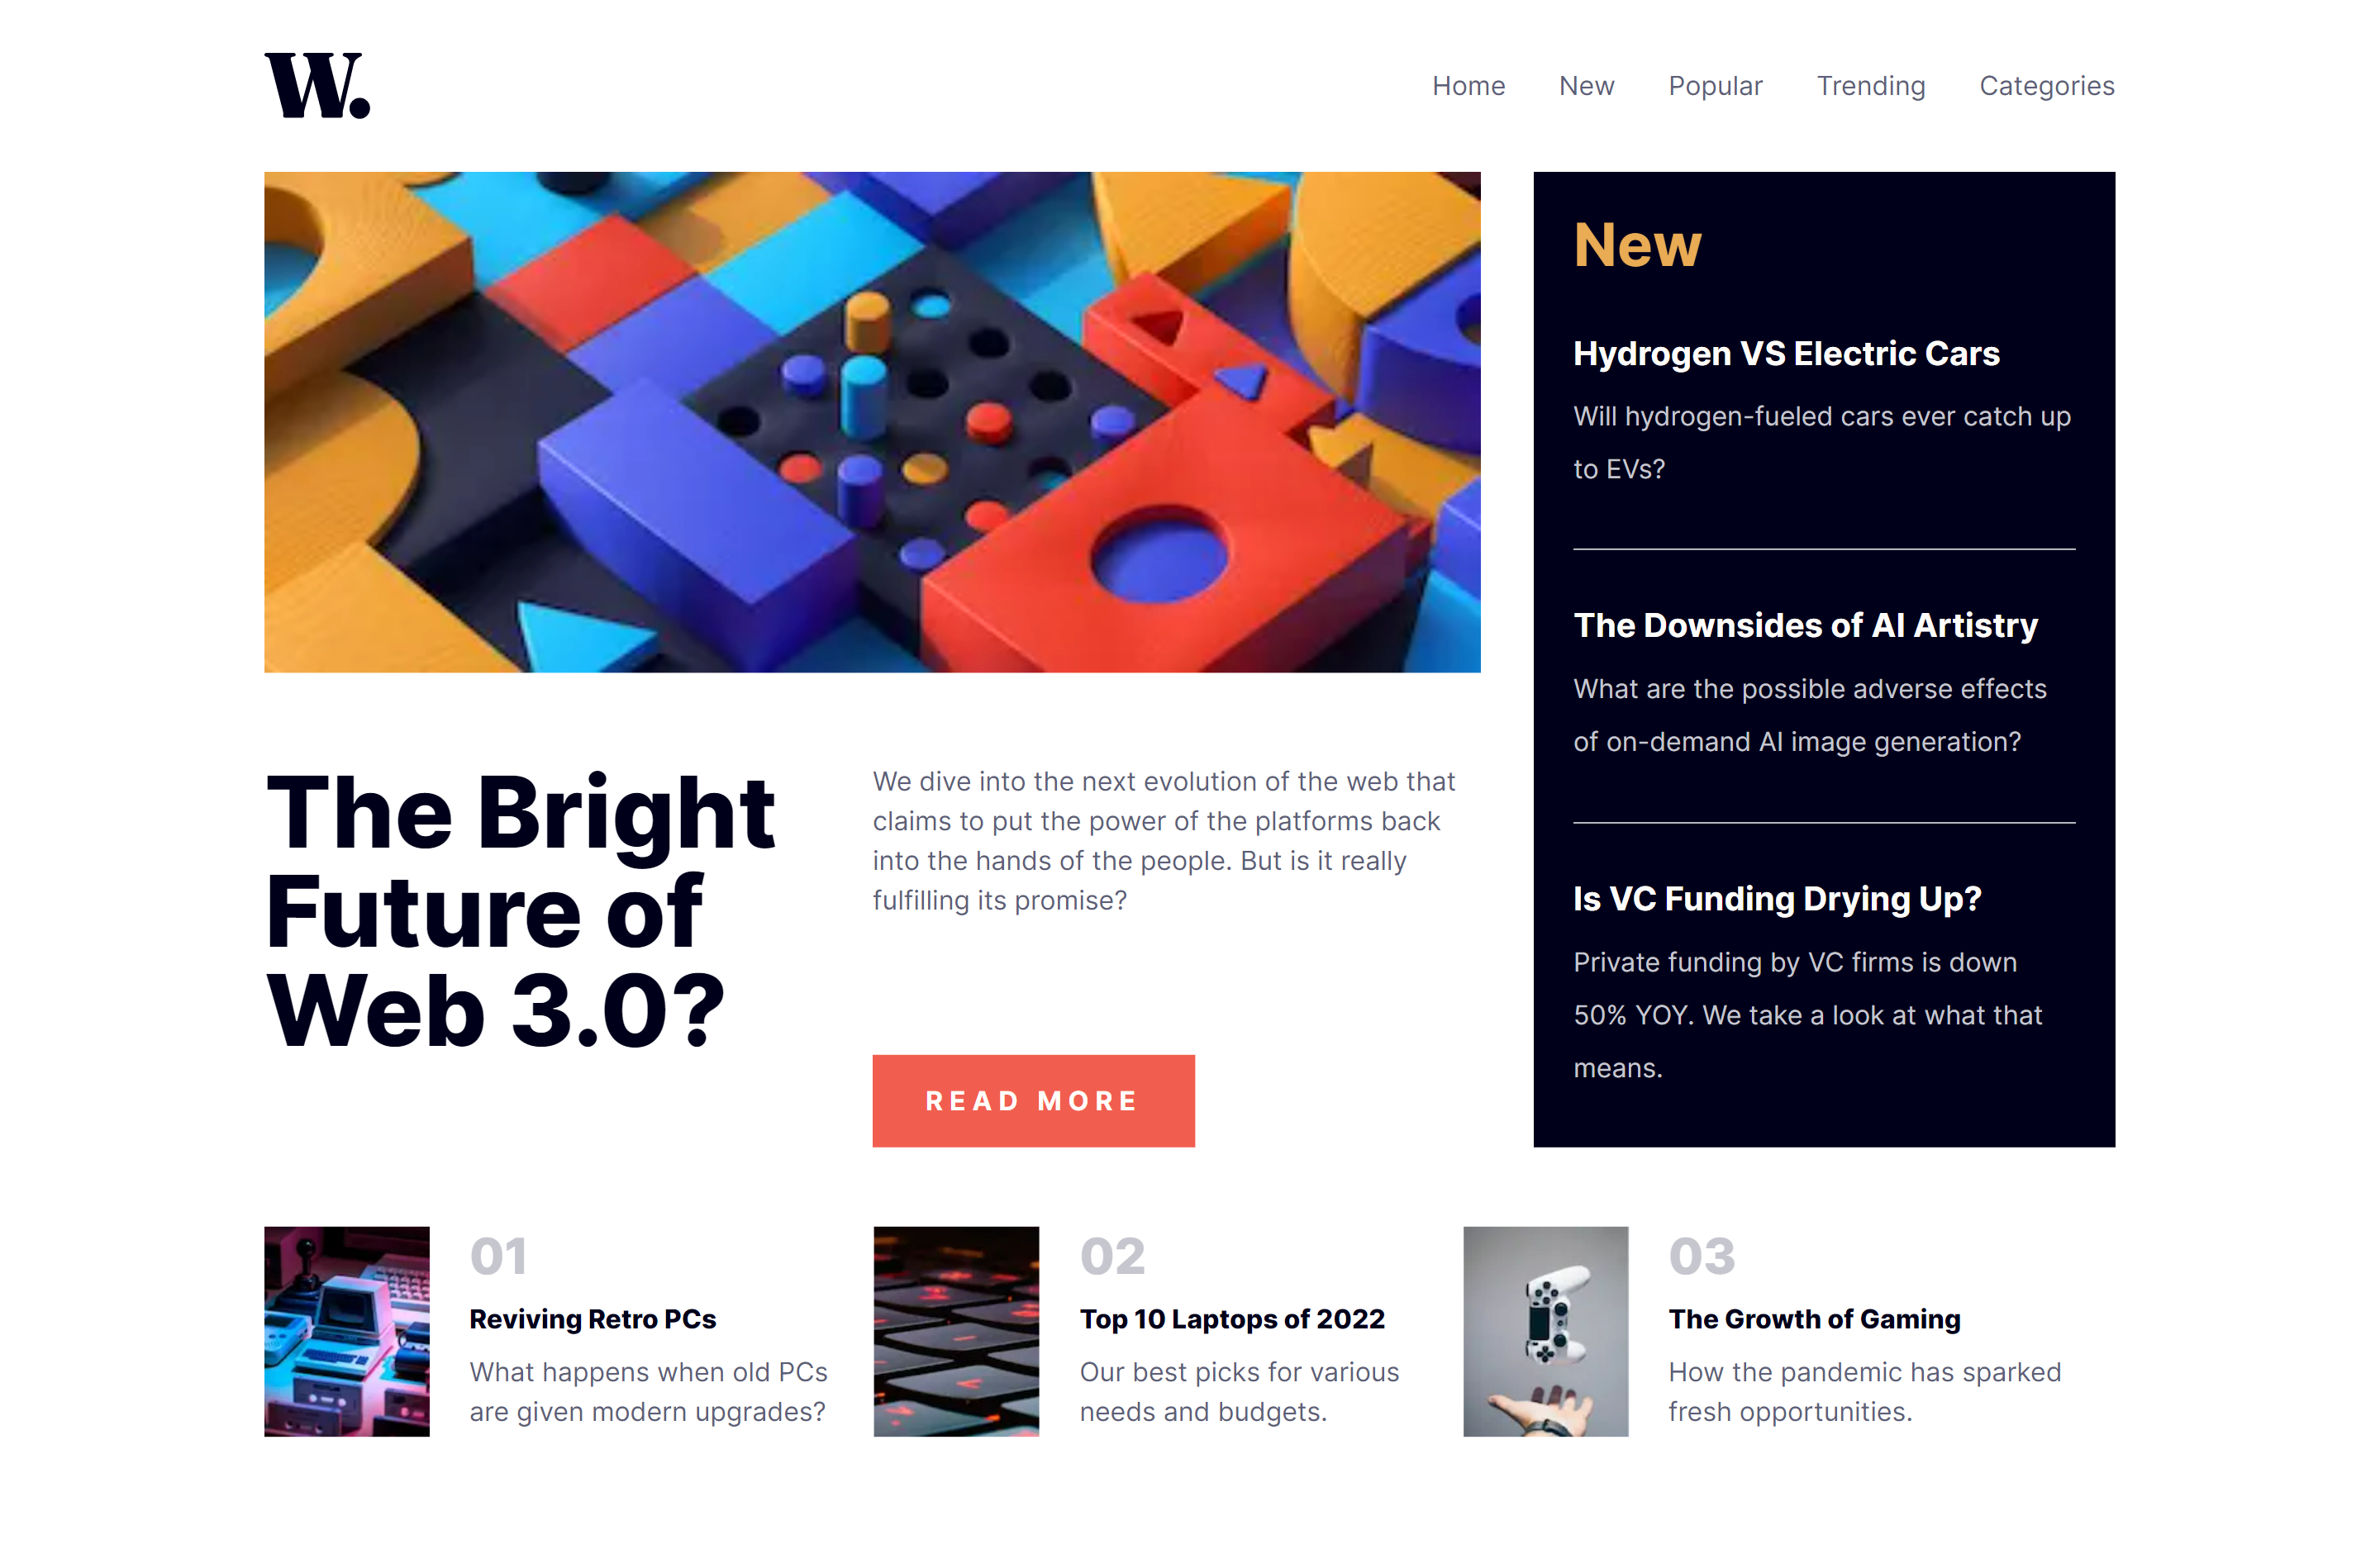 W.
Home New Popular Trending Categories
The Bright
Future of
Web 3.0?
We dive into the next evolution of the web that
claims to put the power of the platforms back
into the hands of the people. But is it really
fulfilling its promise?
READ MORE
New
Hydrogen VS Electric Cars
Will hydrogen-fueled cars ever catch up
to EVs?
The Downsides of AI Artistry
What are the possible adverse effects
of on-demand AI image generation?
Is VC Funding Drying Up?
Private funding by VC firms is down
50% YOY. We take a look at what that
means.
01
Reviving Retro PCs
What happens when old PCs
are given modern upgrades?
02
Top 10 Laptops of 2022
Our best picks for various
needs and budgets.
03
The Growth of Gaming
How the pandemic has sparked
fresh opportunities.